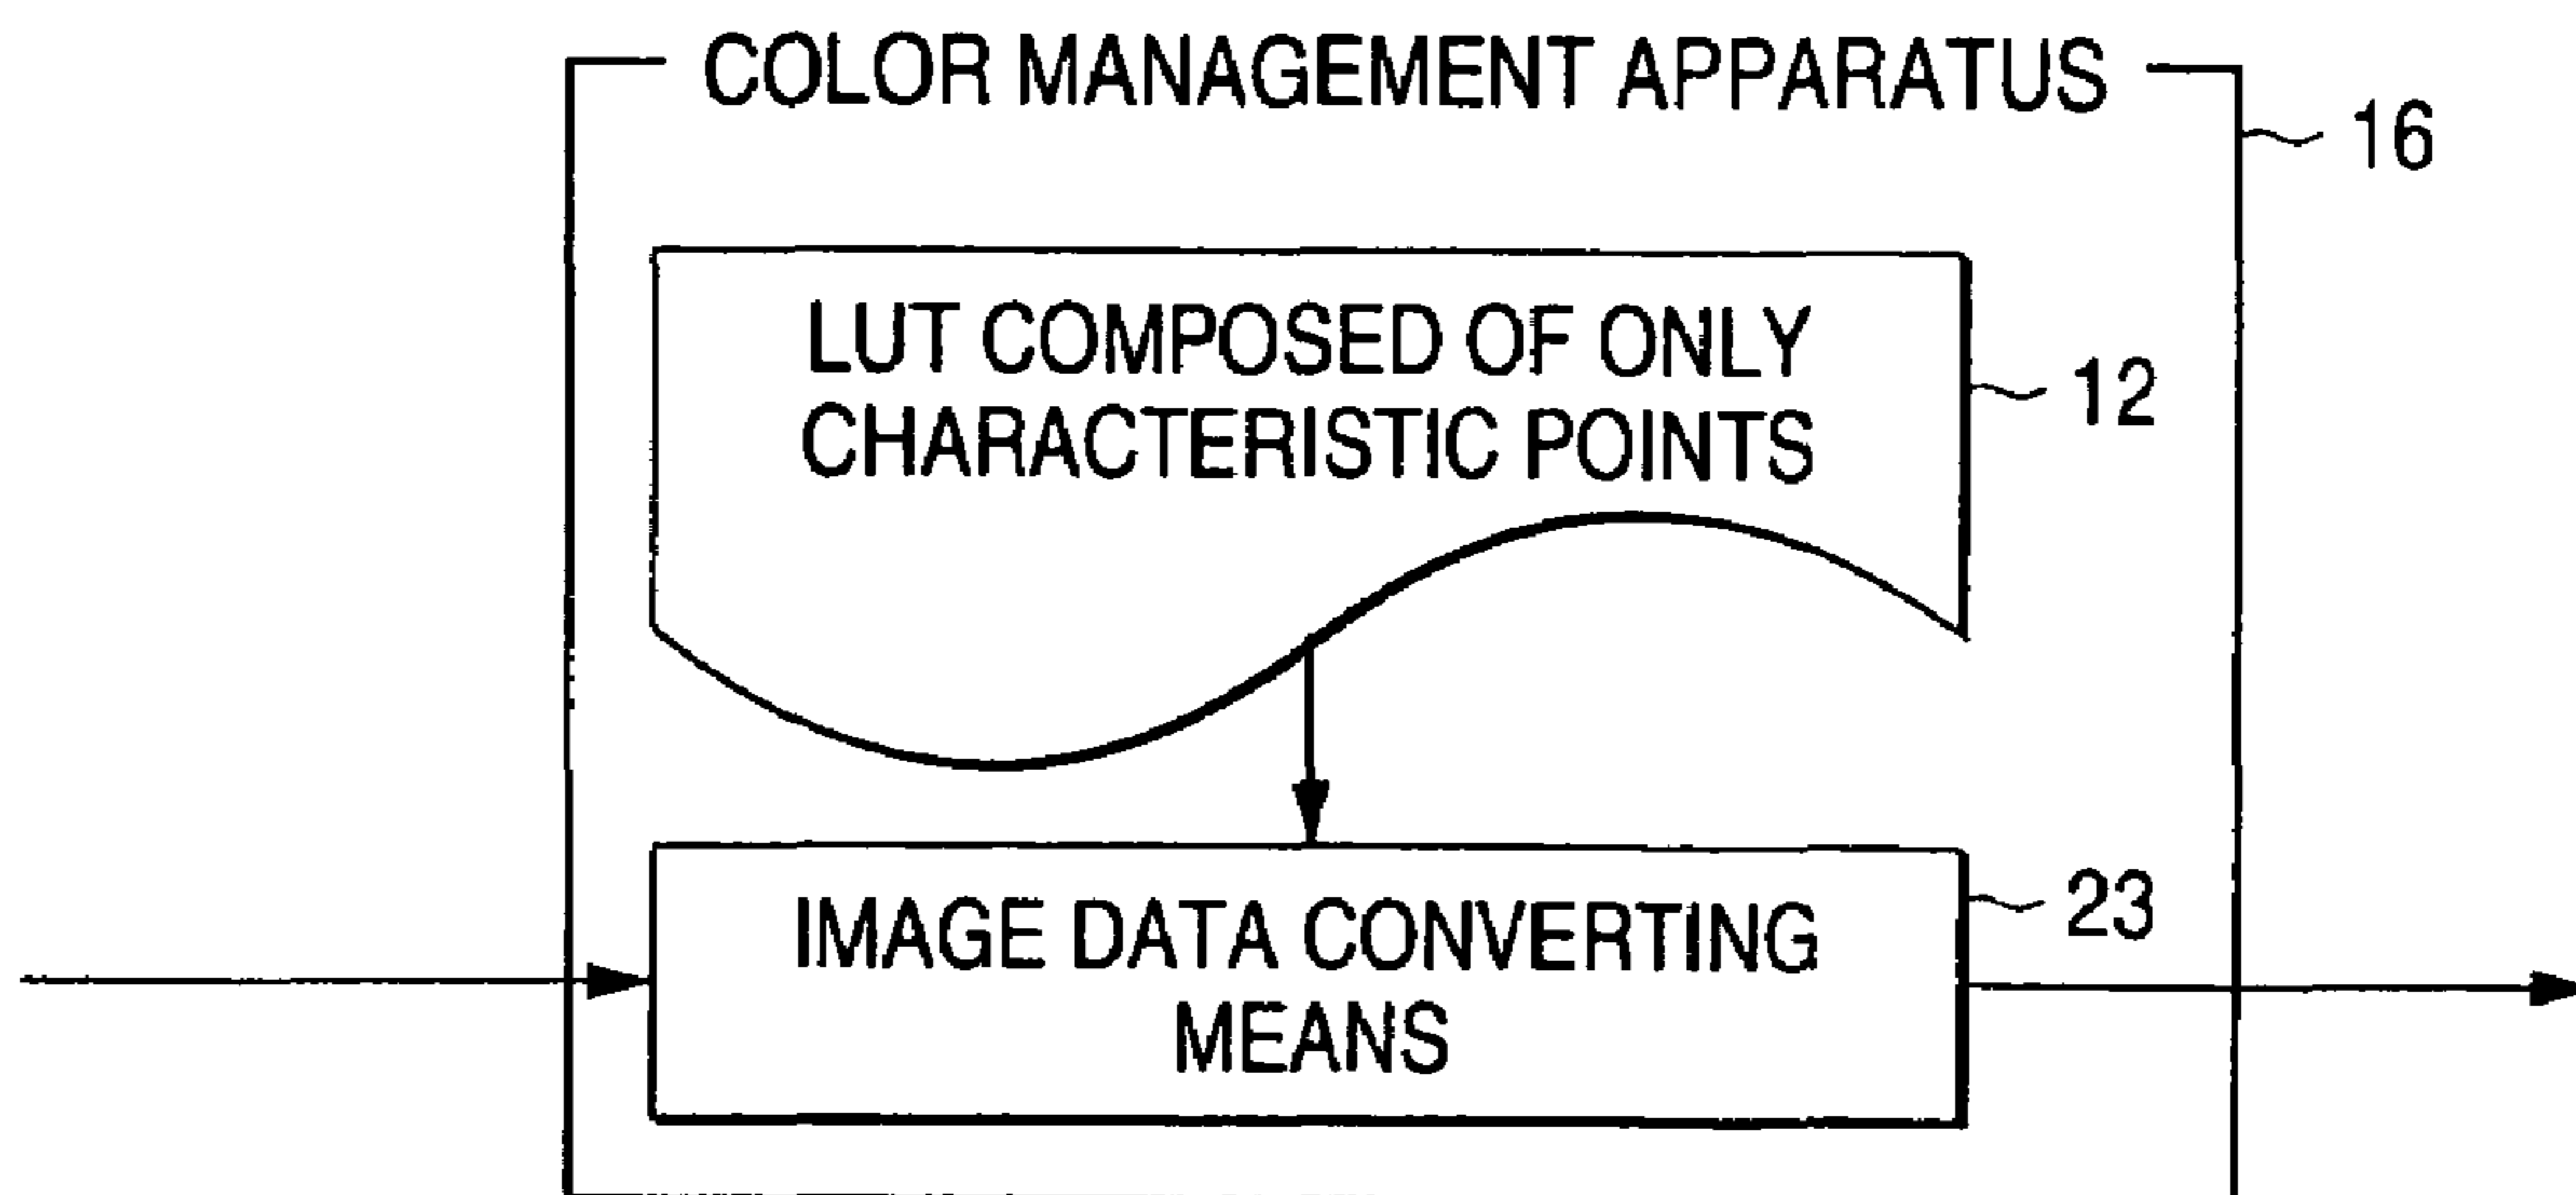 COLOR MANAGEMENT APPARATUS
16
LUT COMPOSED OF ONLY
CHARACTERISTIC POINTS
12
IMAGE DATA CONVERTING
MEANS
23